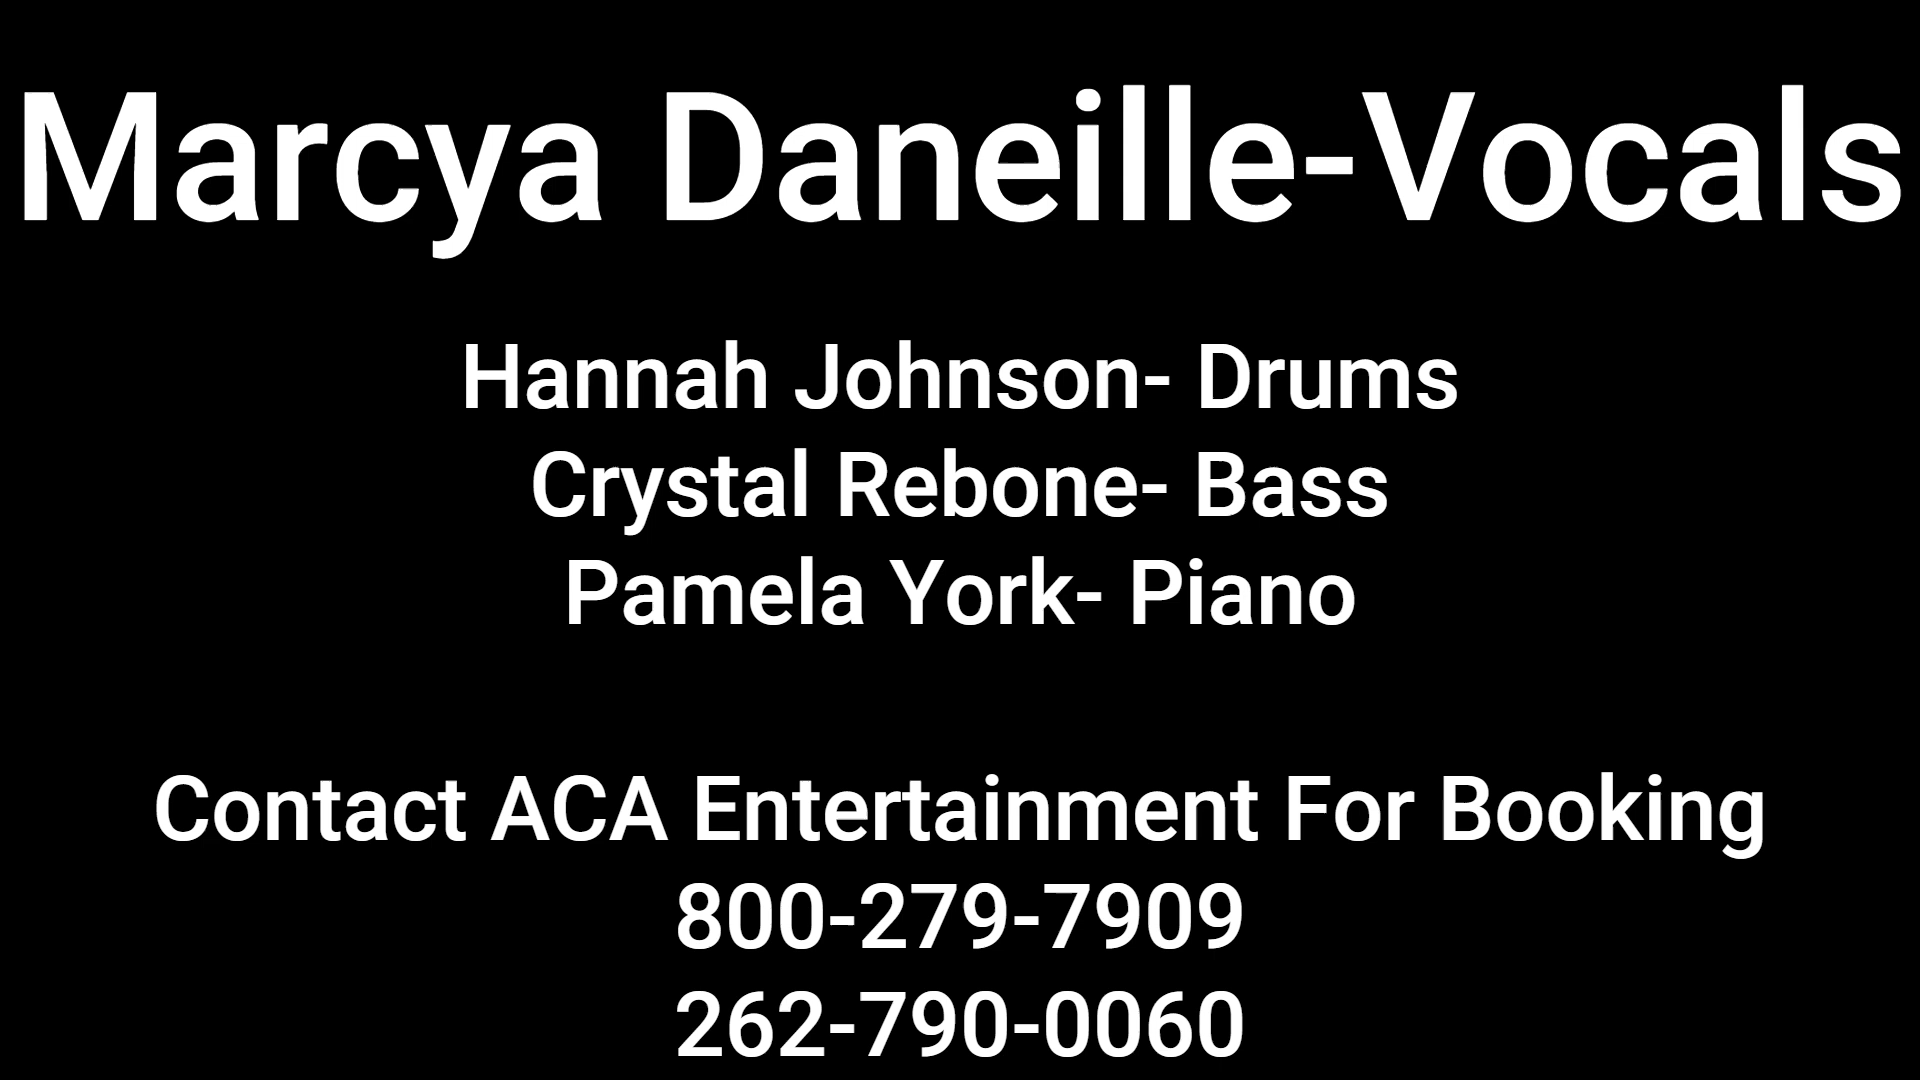 Marcya Daneille-Vocals
Hannah Johnson- Drums
Crystal Rebone- Bass
Pamela York- Piano
Contact ACA Entertainment For Booking
800-279-7909
262-790-0060